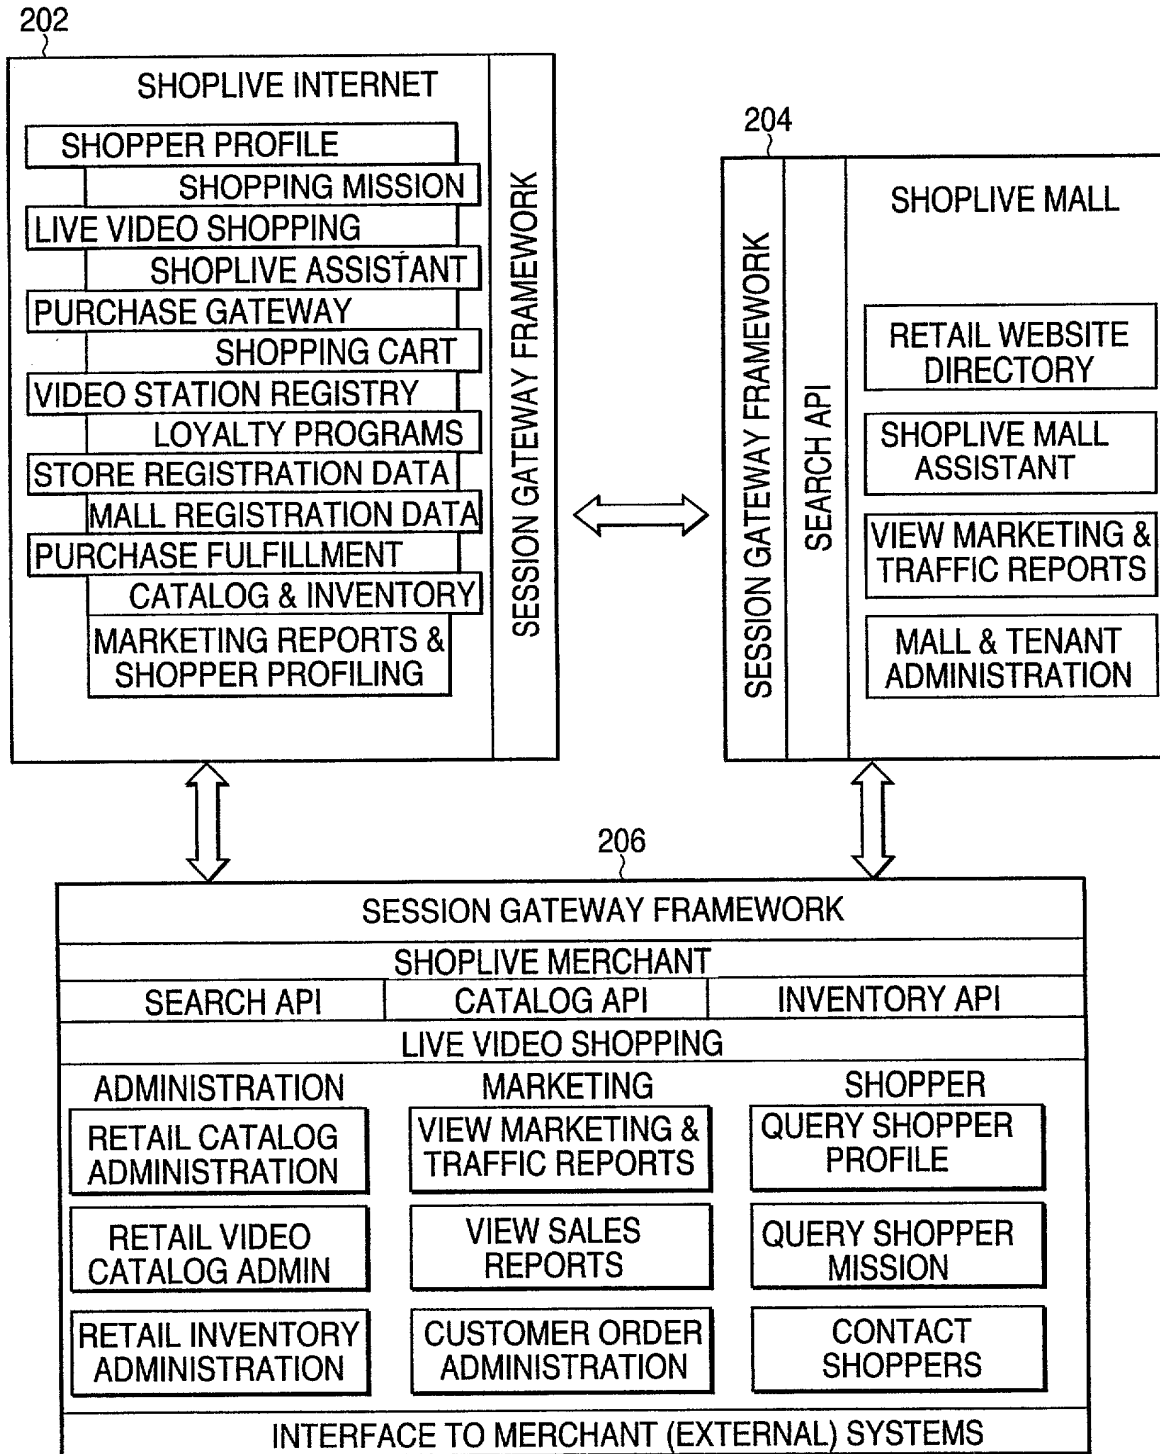 202
SHOPLIVE INTERNET
SHOPPER PROFILE
SHOPPING MISSION
LIVE VIDEO SHOPPING
SHOPLIVE ASSISTANT
PURCHASE GATEWAY
SHOPPING CART
VIDEO STATION REGISTRY
LOYALTY PROGRAMS
STORE REGISTRATION DATA
MALL REGISTRATION DATA
PURCHASE FULFILLMENT
CATALOG & INVENTORY
MARKETING REPORTS &
SHOPPER PROFILING
SESSION GATEWAY FRAMEWORK
204
SESSION GATEWAY FRAMEWORK
SEARCH API
SHOPLIVE MALL
RETAIL WEBSITE
DIRECTORY
SHOPLIVE MALL
ASSISTANT
VIEW MARKETING &
TRAFFIC REPORTS
MALL & TENANT
ADMINISTRATION
206
SESSION GATEWAY FRAMEWORK
SHOPLIVE MERCHANT
SEARCH API
CATALOG API
INVENTORY API
LIVE VIDEO SHOPPING
ADMINISTRATION
RETAIL CATALOG
ADMINISTRATION
RETAIL VIDEO
CATALOG ADMIN
RETAIL INVENTORY
ADMINISTRATION
MARKETING
VIEW MARKETING &
TRAFFIC REPORTS
VIEW SALES
REPORTS
CUSTOMER ORDER
ADMINISTRATION
SHOPPER
QUERY SHOPPER
PROFILE
QUERY SHOPPER
MISSION
CONTACT
SHOPPERS
INTERFACE TO MERCHANT (EXTERNAL) SYSTEMS